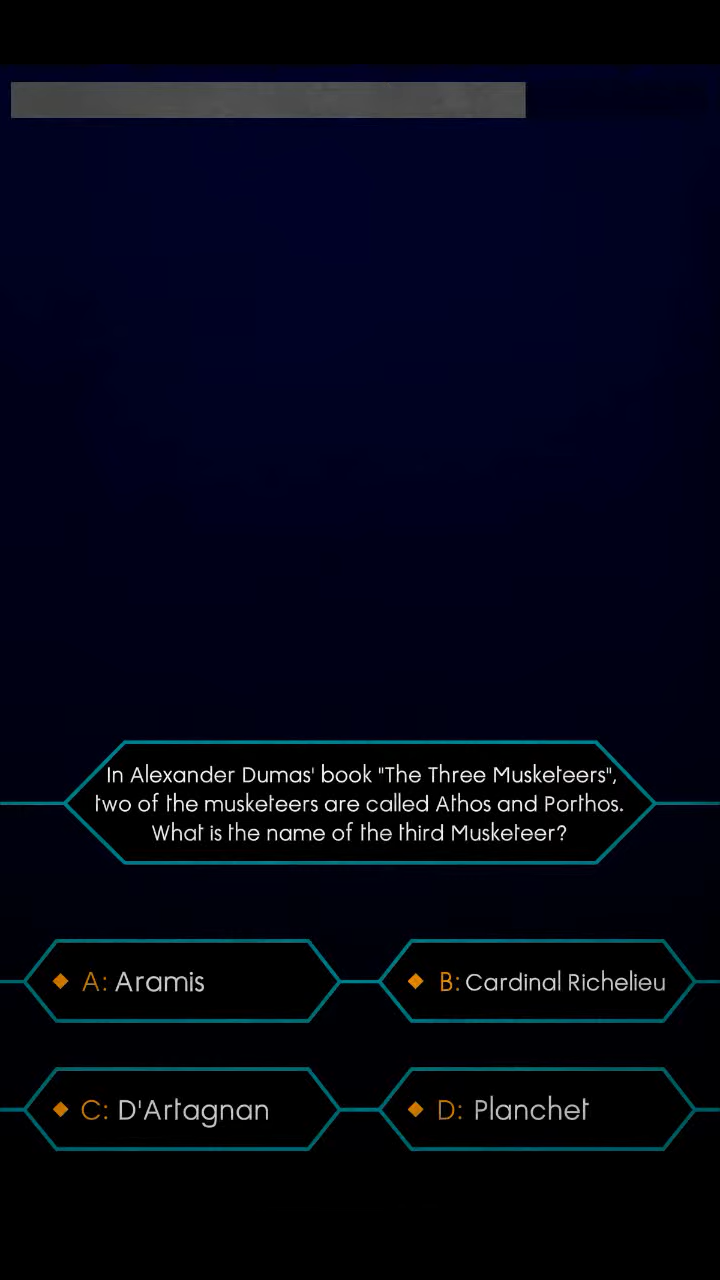 In Alexander Dumas' book "The Three Musketeers",
two of the musketeers are called Athos and Porthos.
What is the name of the third Musketeer?
A: Aramis
B: Cardinal Richelieu
C: D'Artagnan
D: Planchet